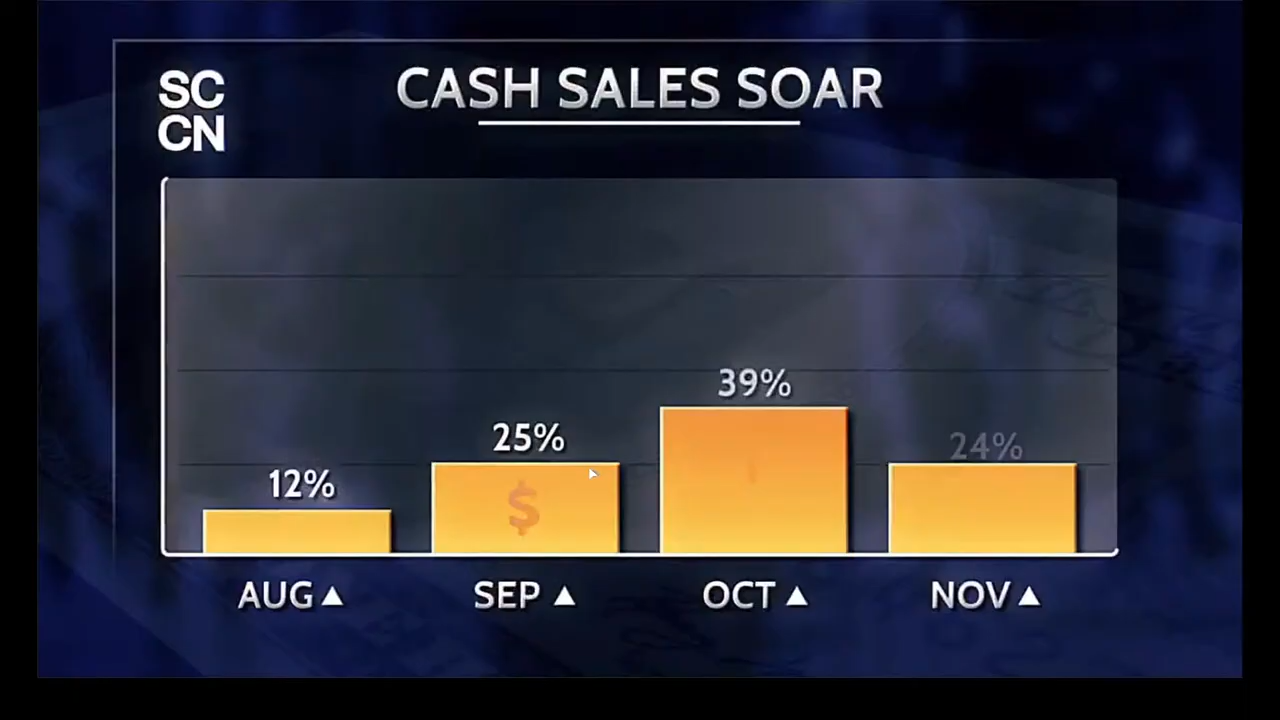 SC
CN
CASH SALES SOAR
39%
25%
24%
12%
$
AUG ▲
SEP ▲
OCT ▲
NOV ▲